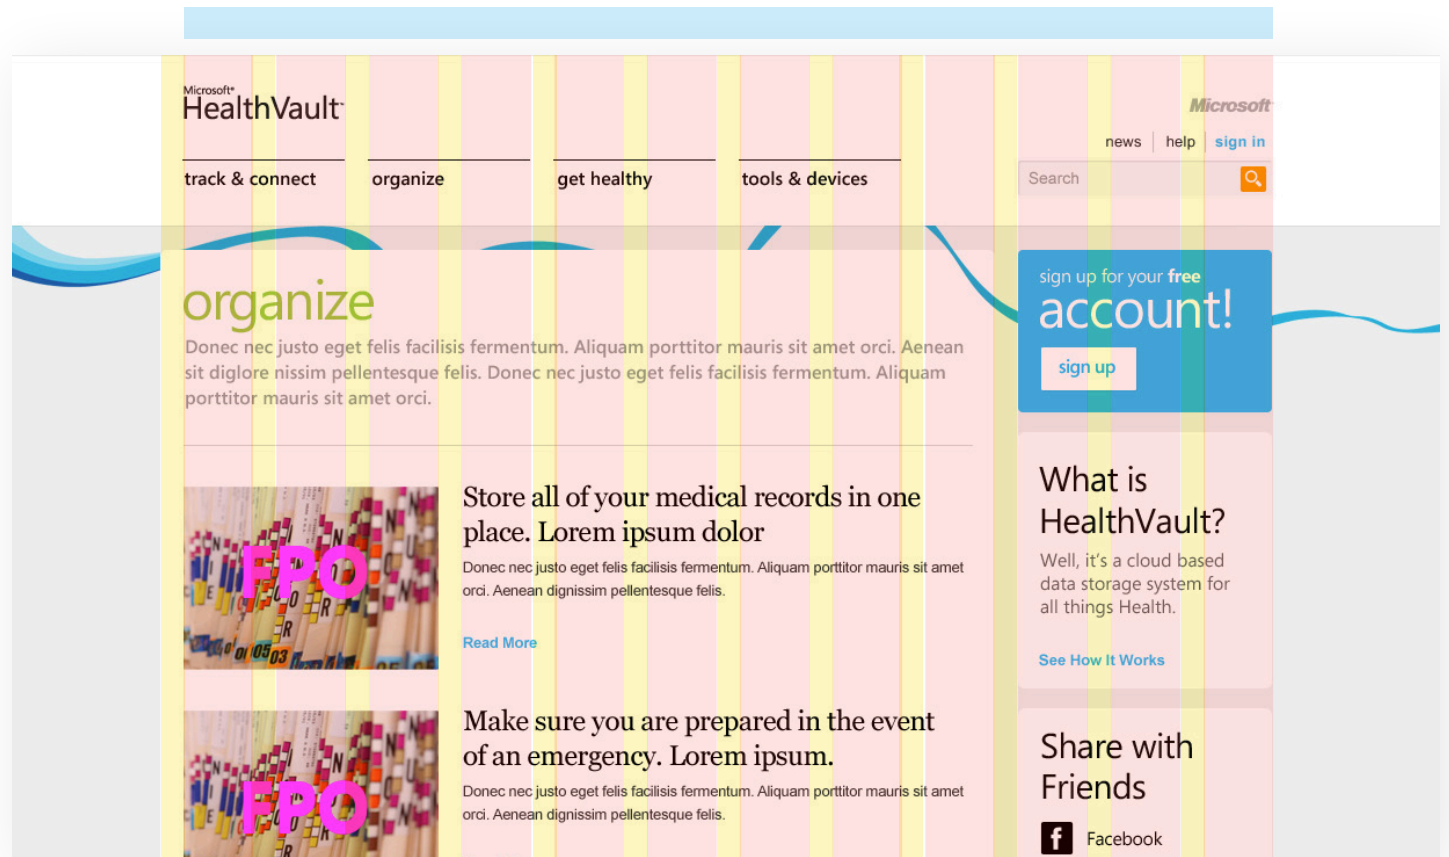 Microsoft®
HealthVault™
Microsoft
news help sign in
track & connect organize get healthy tools & devices
Search
organize
Donec nec justo eget felis facilisis fermentum. Aliquam porttitor mauris sit amet orci. Aenean
sit diglore nissim pellentesque felis. Donec nec justo eget felis facilisis fermentum. Aliquam
porttitor mauris sit amet orci.
sign up for your free
account!
sign up
Store all of your medical records in one
place. Lorem ipsum dolor
Donec nec justo eget felis facilisis fermentum. Aliquam porttitor mauris sit amet
orci. Aenean dignissim pellentesque felis.
Read More
FPO
What is
HealthVault?
Well, it's a cloud based
data storage system for
all things Health.
See How It Works
Make sure you are prepared in the event
of an emergency. Lorem ipsum.
Donec nec justo eget felis facilisis fermentum. Aliquam porttitor mauris sit amet
orci. Aenean dignissim pellentesque felis.
FPO
Share with
Friends
Facebook